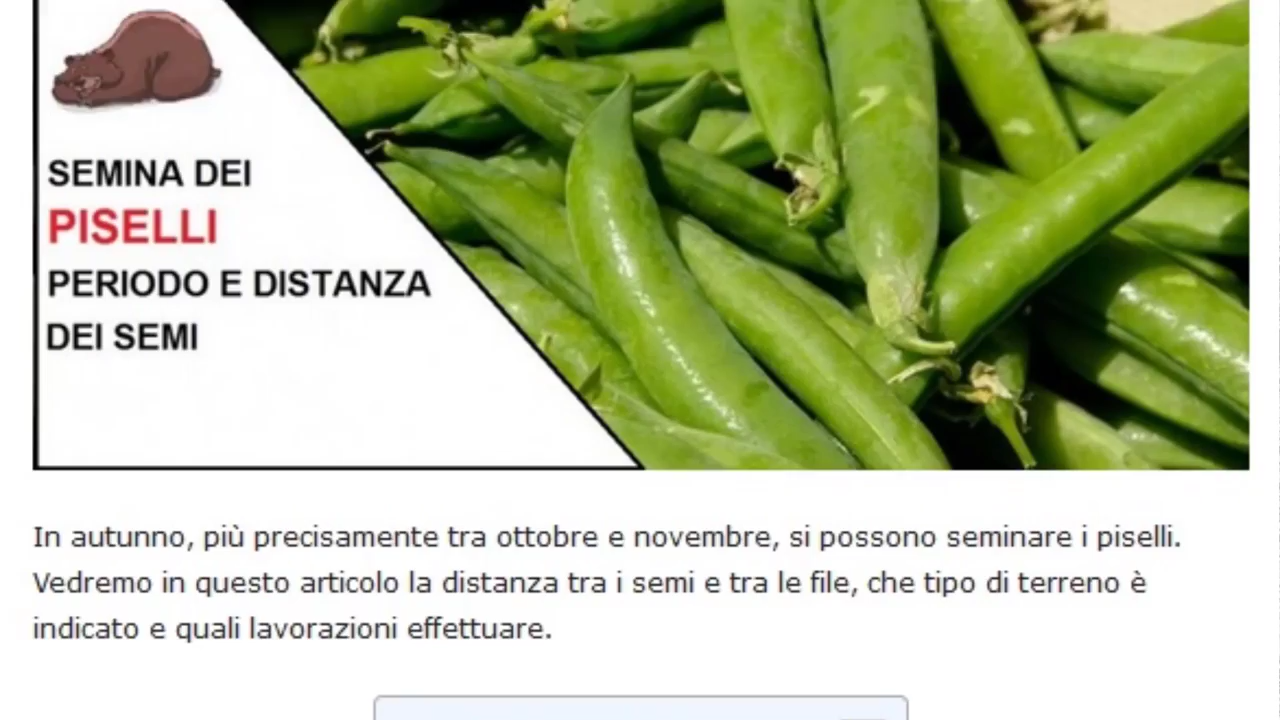 SEMINA DEI
PISELLI
PERIODO E DISTANZA
DEI SEMI
In autunno, più precisamente tra ottobre e novembre, si possono seminare i piselli.
Vedremo in questo articolo la distanza tra i semi e tra le file, che tipo di terreno è
indicato e quali lavorazioni effettuare.